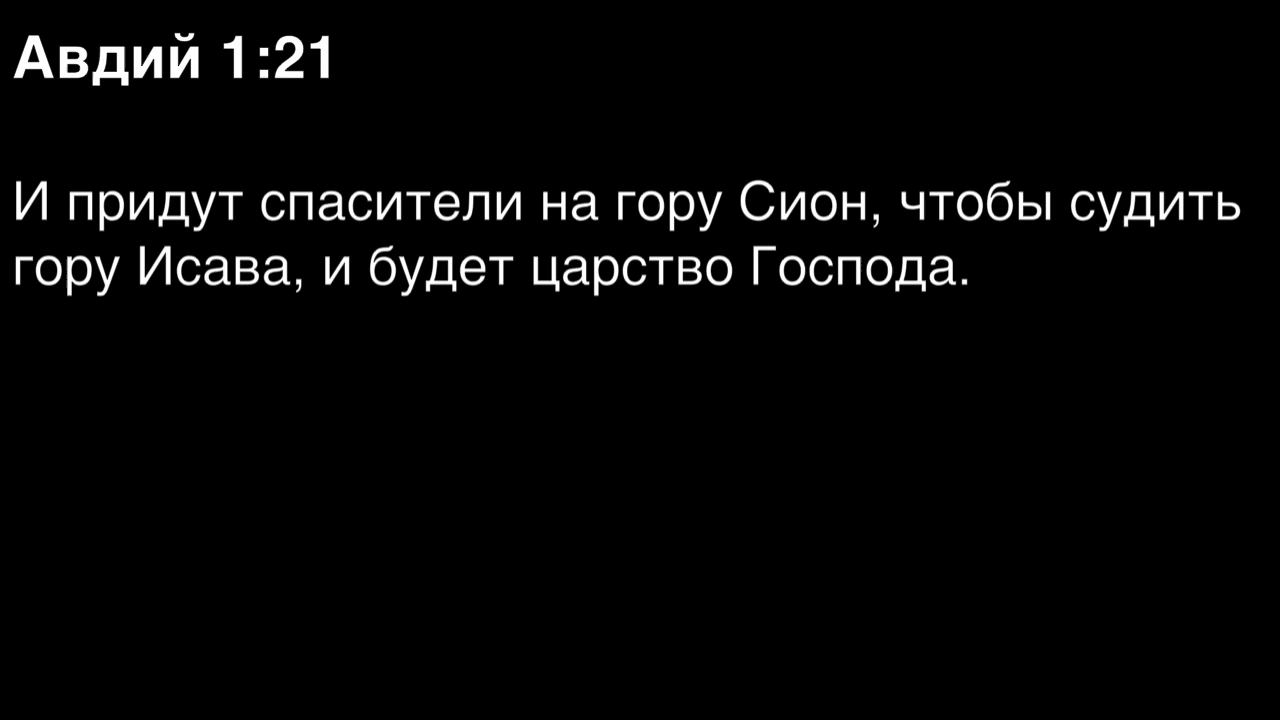 Авдий 1:21
И придут спасители на гору Сион, чтобы судить
гору Исава, и будет царство Господа.